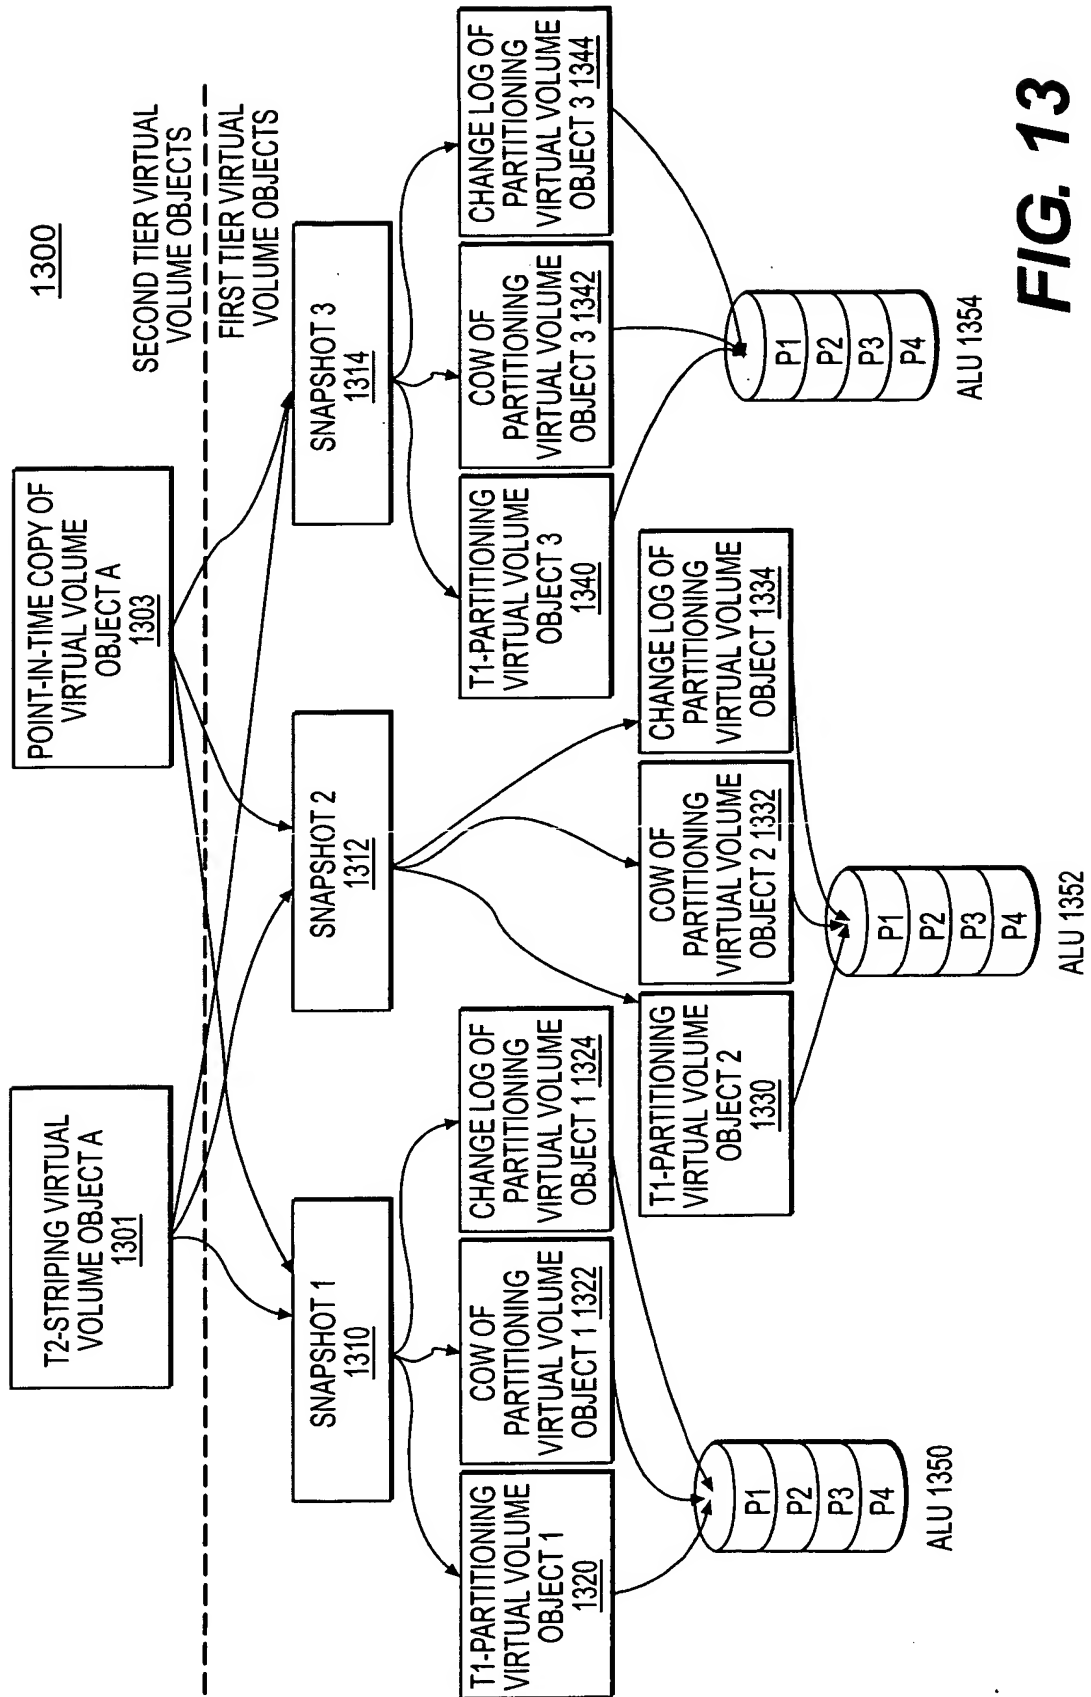 1300
T2-STRIPING VIRTUAL
VOLUME OBJECT A
1301
POINT-IN-TIME COPY OF
VIRTUAL VOLUME
OBJECT A
1303
SECOND TIER VIRTUAL
VOLUME OBJECTS
FIRST TIER VIRTUAL
VOLUME OBJECTS
SNAPSHOT 1
1310
SNAPSHOT 2
1312
SNAPSHOT 3
1314
T1-PARTITIONING
VIRTUAL VOLUME
OBJECT 1
1320
COW OF
PARTITIONING
VIRTUAL VOLUME
OBJECT 1 1322
CHANGE LOG OF
PARTITIONING
VIRTUAL VOLUME
OBJECT 1 1324
T1-PARTITIONING
VIRTUAL VOLUME
OBJECT 3
1340
COW OF
PARTITIONING
VIRTUAL VOLUME
OBJECT 3 1342
CHANGE LOG OF
PARTITIONING
VIRTUAL VOLUME
OBJECT 3 1344
T1-PARTITIONING
VIRTUAL VOLUME
OBJECT 2
1330
COW OF
PARTITIONING
VIRTUAL VOLUME
OBJECT 2 1332
CHANGE LOG OF
PARTITIONING
VIRTUAL VOLUME
OBJECT 1334
P1
P2
P3
P4
ALU 1350
P1
P2
P3
P4
ALU 1352
P1
P2
P3
P4
ALU 1354
FIG. 13